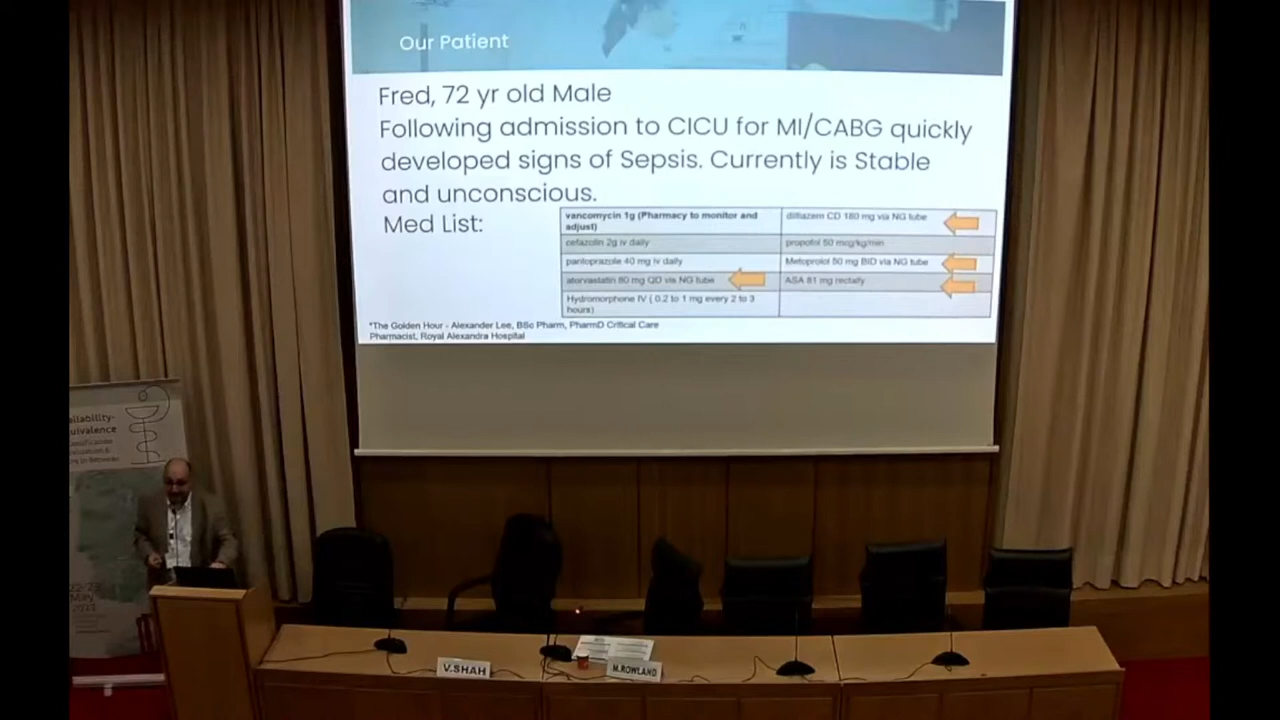 Our Patient
Fred, 72 yr old Male
Following admission to CICU for MI/CABG quickly
developed signs of Sepsis. Currently is Stable
and unconscious.
Med List:
vancomycin 1g (Pharmacy to monitor and
adjust)
diltiazem CD 180 mg via NG tube
cefazolin 2g iv daily
propofol 50 mcg/kg/min
pantoprazole 40 mg iv daily
Metoprolol 50 mg BID via NG tube
atorvastatin 80 mg OD via NG tube
ASA 81 mg rectally
Hydromorphone IV ( 0.2 to 1 mg every 2 to 3
hours)
*The Golden Hour - Alexander Lee, BSc Pharm, PharmD Critical Care
Pharmacist, Royal Alexandra Hospital
May
V.SHAH
M.ROWLAND